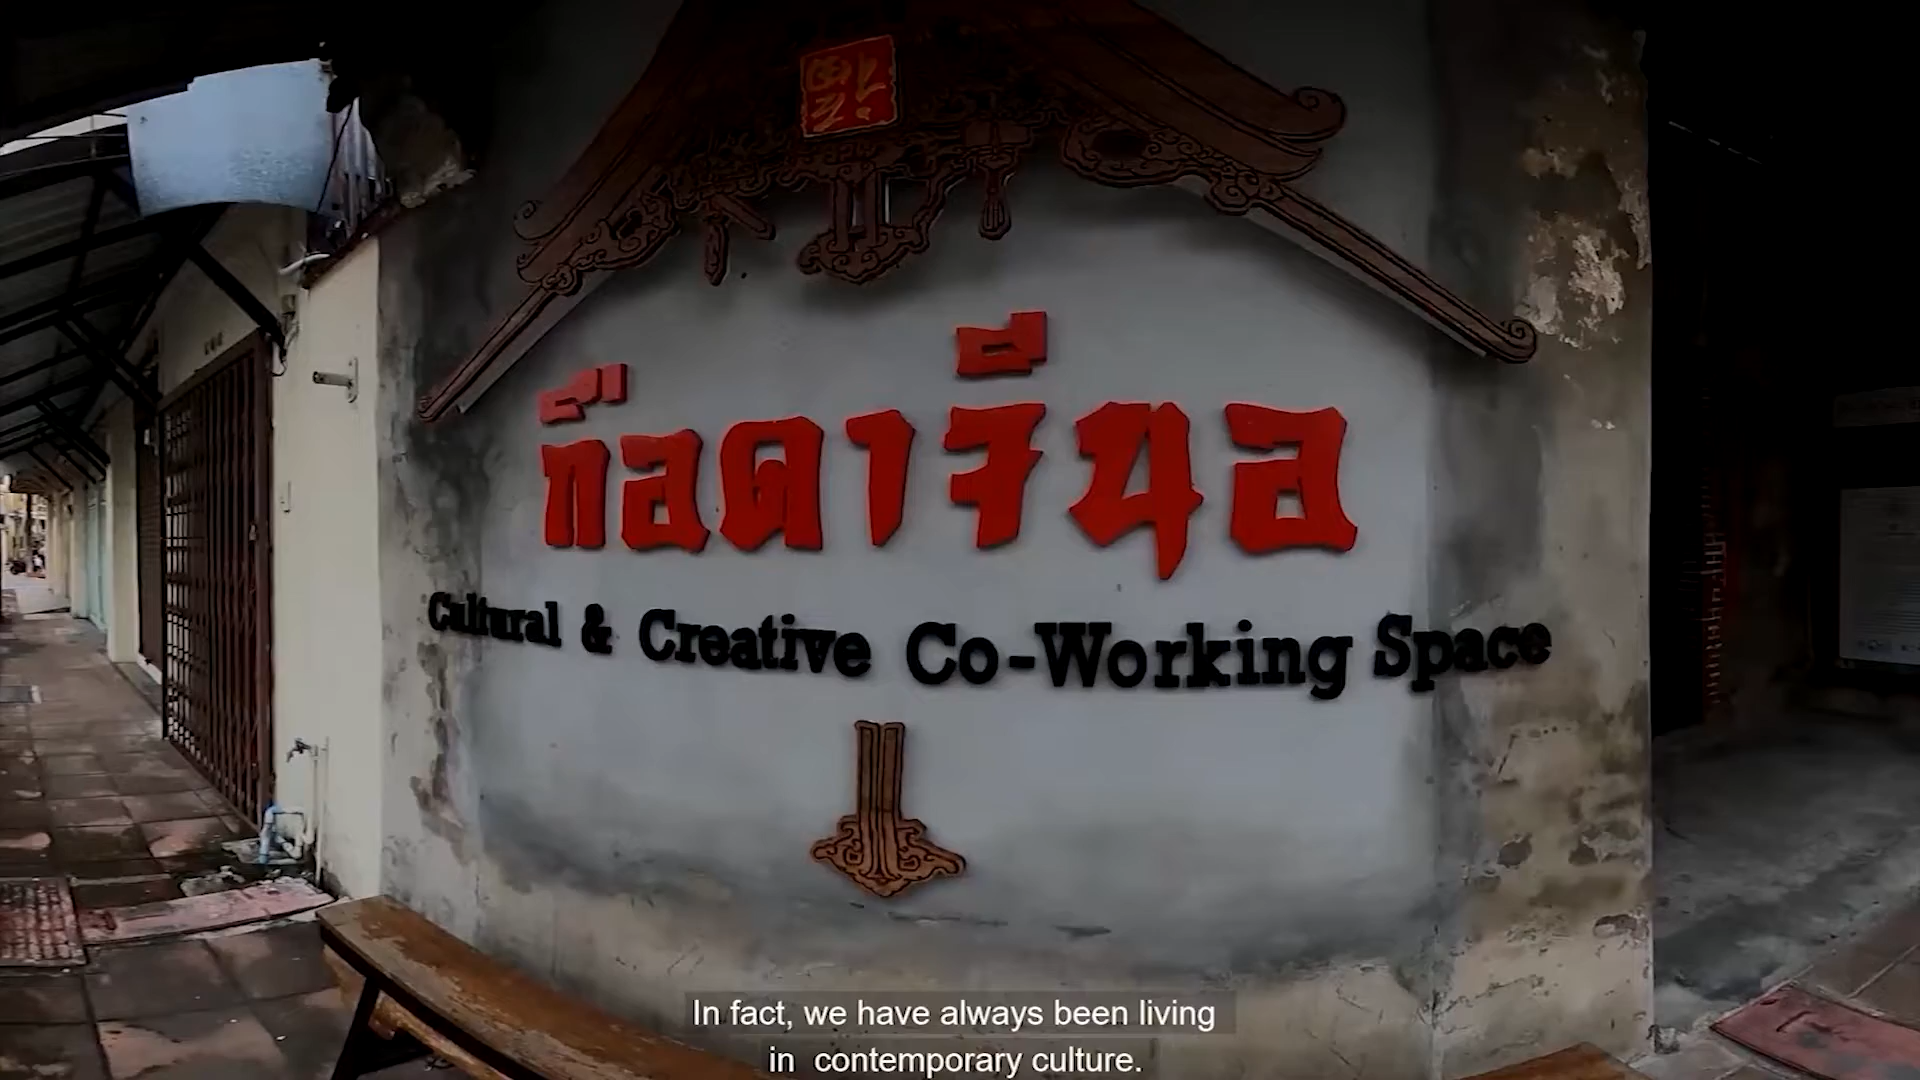 กือดาจีนอ
Cultural & Creative Co-Working Space
In fact, we have always been living
in contemporary culture.